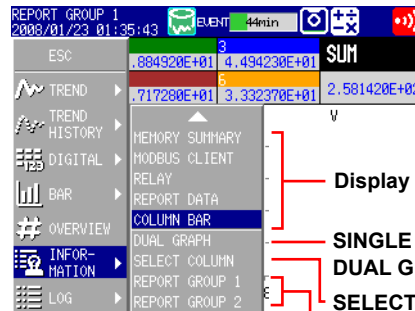 REPORT GROUP 1
2008/01/23 01:35:43 EVENT 44min
ESC
3
.884920E+01 4.494230E+01 SUM
6
.717280E+01 3.332370E+01 2.581420E+02
TREND
V
TREND
HISTORY
MEMORY SUMMARY
MODBUS CLIENT
DIGITAL
RELAY
REPORT DATA
Display
BAR
COLUMN BAR
OVERVIEW
DUAL GRAPH
SINGLE
INFOR-
MATION
SELECT COLUMN
DUAL G
REPORT GROUP 1
LOG
REPORT GROUP 2
SELECT